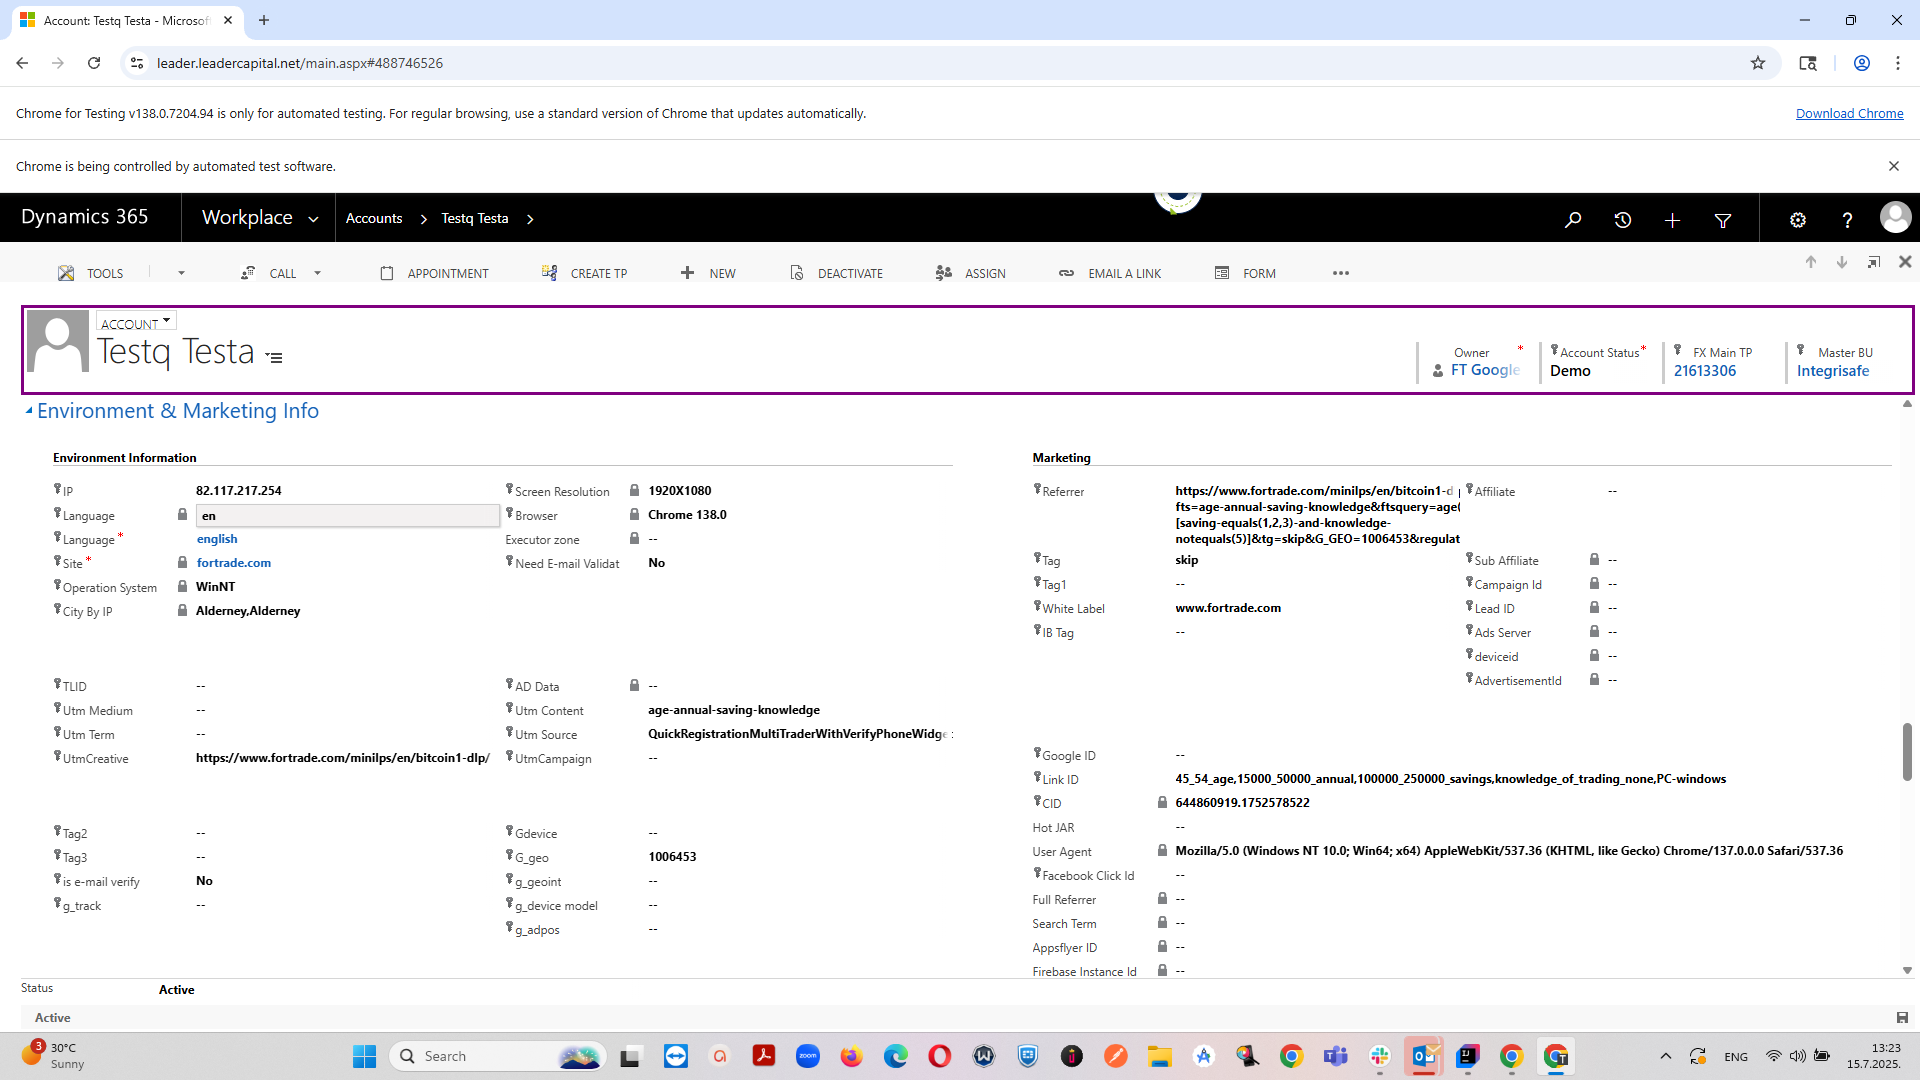 Account: Testq Testa - Microsof
leader.leadercapital.net/main.aspx#488746526
Chrome for Testing v138.0.7204.94 is only for automated testing. For regular browsing, use a standard version of Chrome that updates automatically.
Download Chrome
Chrome is being controlled by automated test software.
Dynamics 365
Workplace
Accounts
Testq Testa
TOOLS
CALL
APPOINTMENT
CREATE TP
NEW
DEACTIVATE
ASSIGN
EMAIL A LINK
FORM
ACCOUNT
Testq Testa
Owner *
FT Google
Account Status*
Demo
FX Main TP
21613306
Master BU
Integrisafe
Environment & Marketing Info
Environment Information
IP 82.117.217.254
Language en
Language * english
Site * fortrade.com
Operation System WinNT
City By IP Alderney,Alderney
Screen Resolution 1920X1080
Browser Chrome 138.0
Executor zone --
Need E-mail Validat No
TLID --
Utm Medium --
Utm Term --
UtmCreative https://www.fortrade.com/minilps/en/bitcoin1-dlp/
AD Data --
Utm Content age-annual-saving-knowledge
Utm Source QuickRegistrationMultiTraderWithVerifyPhoneWidge
UtmCampaign --
Tag2 --
Tag3 --
is e-mail verify No
g_track --
Gdevice --
G_geo 1006453
g_geoint --
g_device model --
g_adpos --
Marketing
Referrer https://www.fortrade.com/minilps/en/bitcoin1-d
fts=age-annual-saving-knowledge&ftsquery=age(
[saving-equals(1,2,3)-and-knowledge-
notequals(5)]&tg=skip&G_GEO=1006453&regulat
Tag skip
Tag1 --
White Label www.fortrade.com
IB Tag --
Affiliate --
Sub Affiliate --
Campaign Id --
Lead ID --
Ads Server --
deviceid --
AdvertisementId --
Google ID --
Link ID 45_54_age,15000_50000_annual,100000_250000_savings,knowledge_of_trading_none,PC-windows
CID 644860919.1752578522
Hot JAR --
User Agent Mozilla/5.0 (Windows NT 10.0; Win64; x64) AppleWebKit/537.36 (KHTML, like Gecko) Chrome/137.0.0.0 Safari/537.36
Facebook Click Id --
Full Referrer --
Search Term --
Appsflyer ID --
Firebase Instance Id --
Status Active
Active
3
30°C
Sunny
Search
zoom
ENG
13:23
15.7.2025.